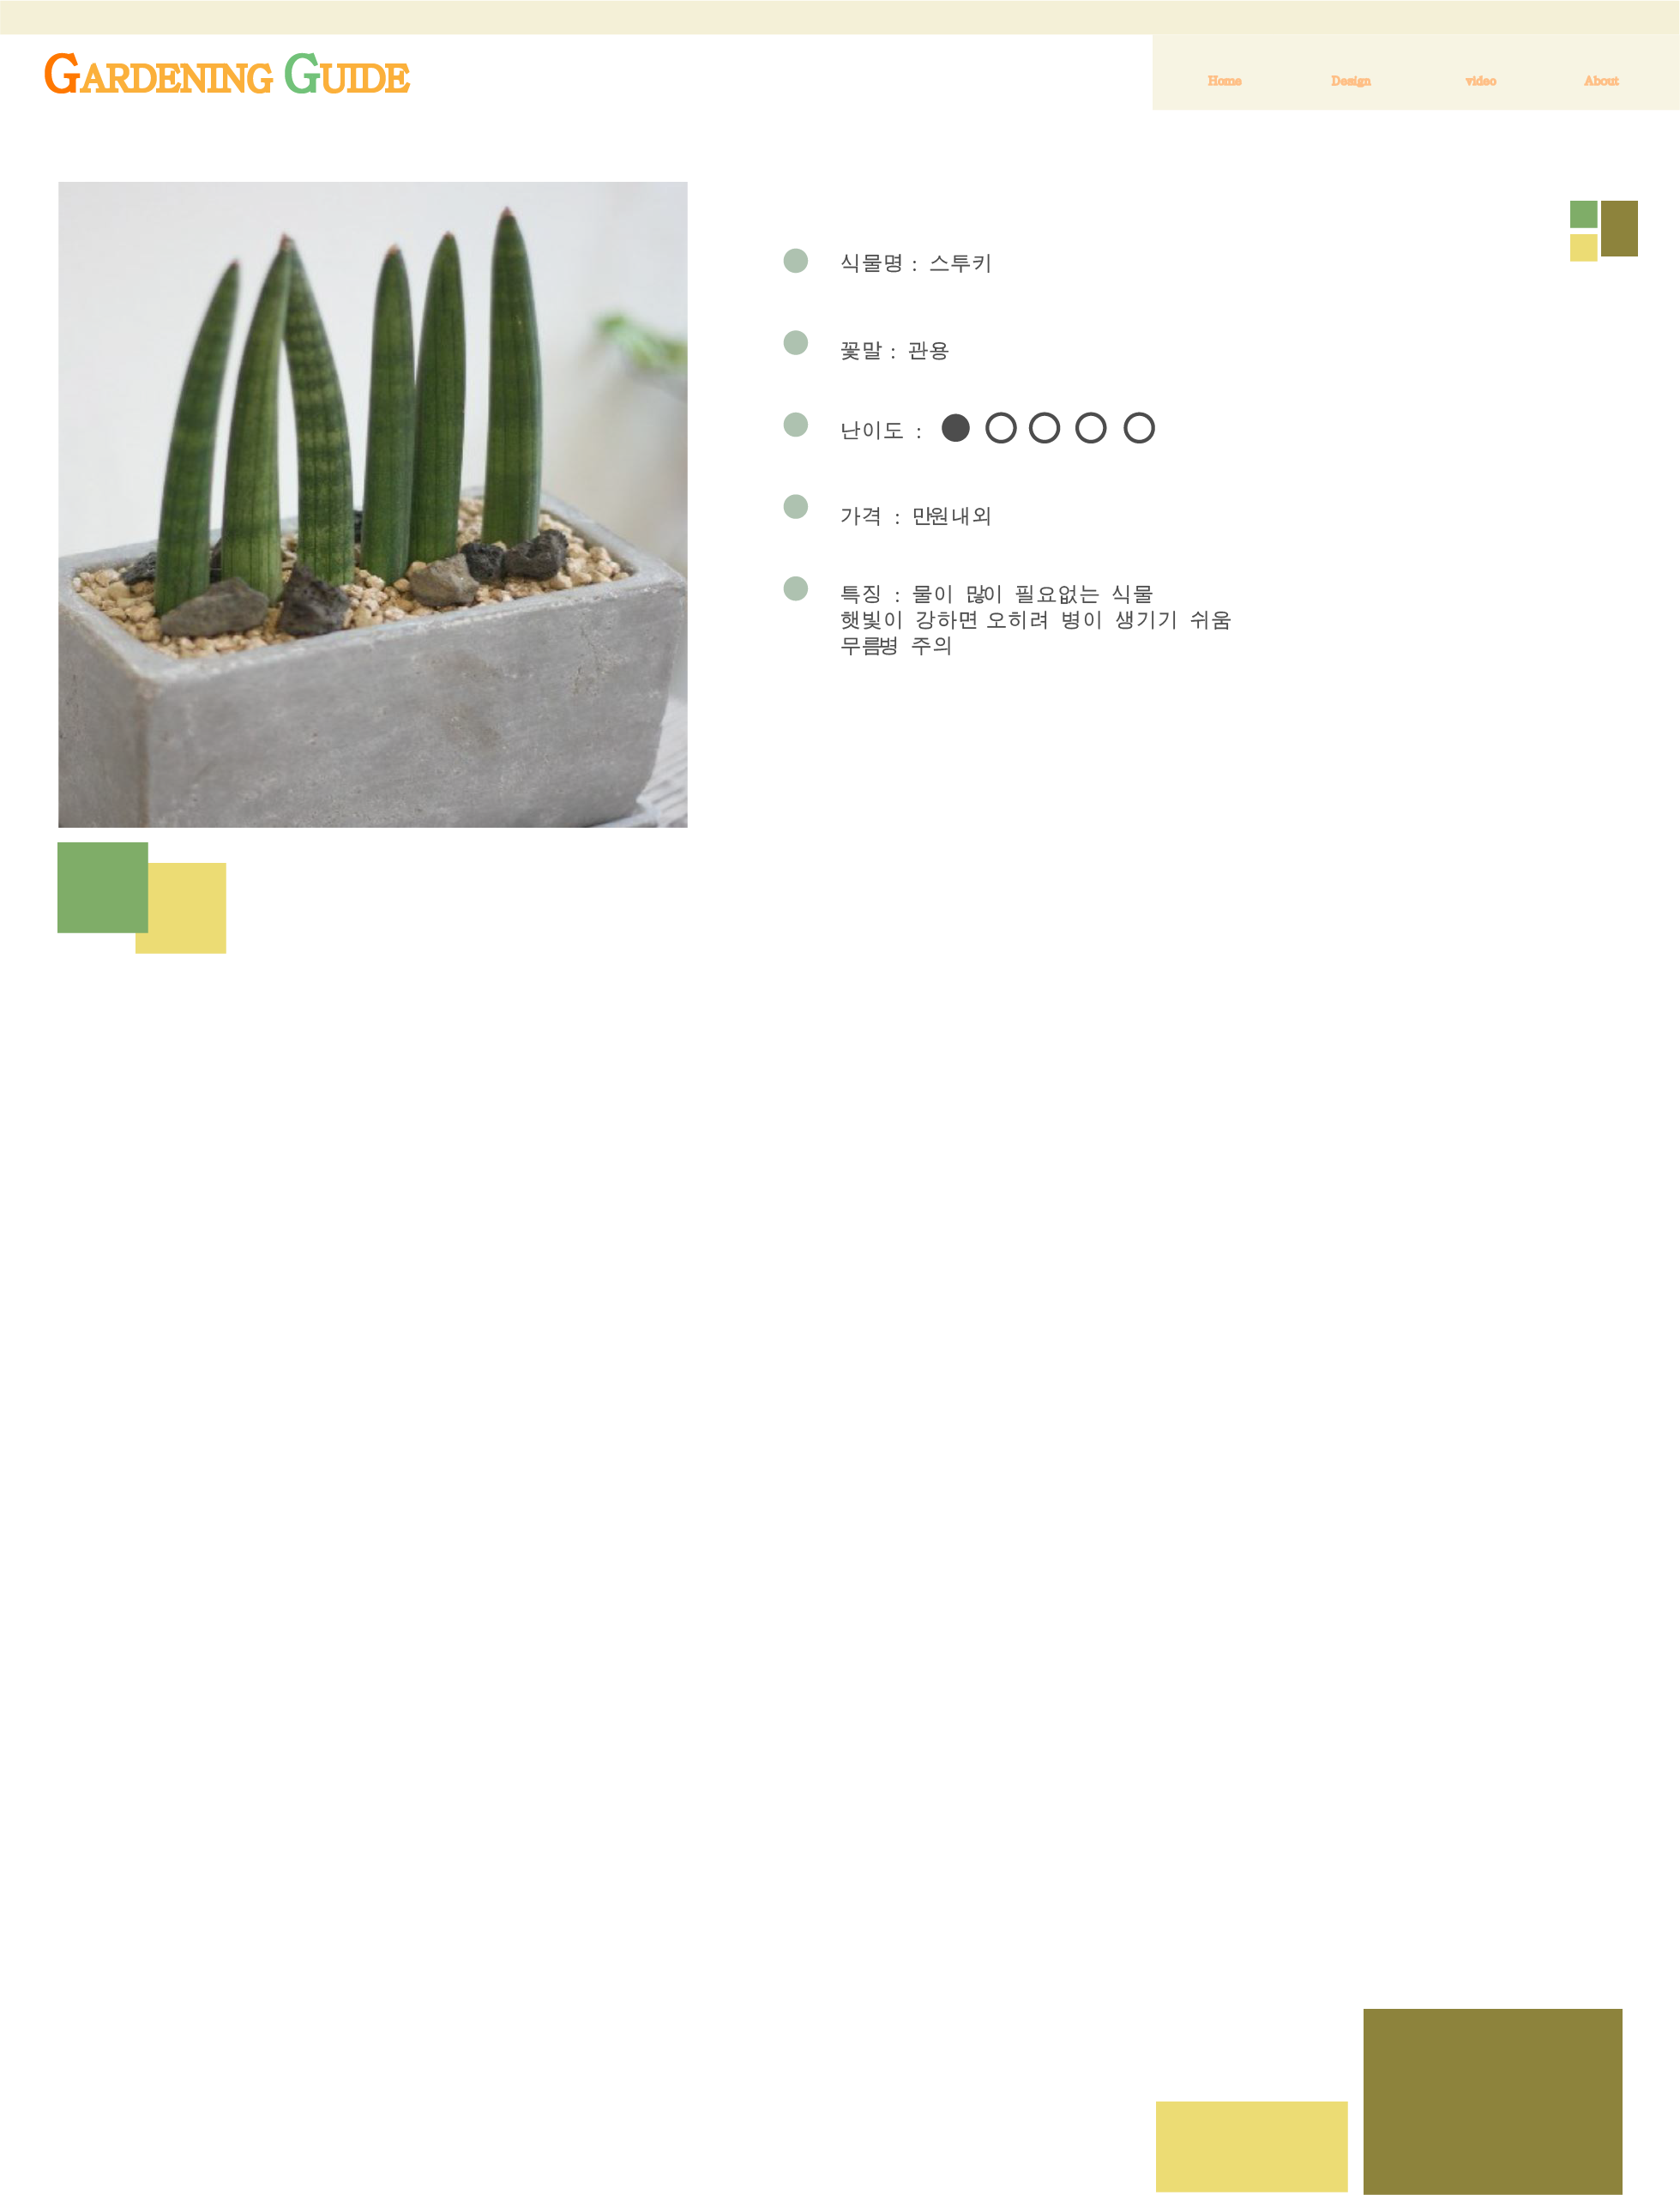 GARDENING GUIDE
Home Design video About
식물명 : 스투키
꽃말 : 관용
난이도 :
가격 : 만원내외
특징 : 물이 많이 필요없는 식물
햇빛이 강하면 오히려 병이 생기기 쉬움
무름병 주의